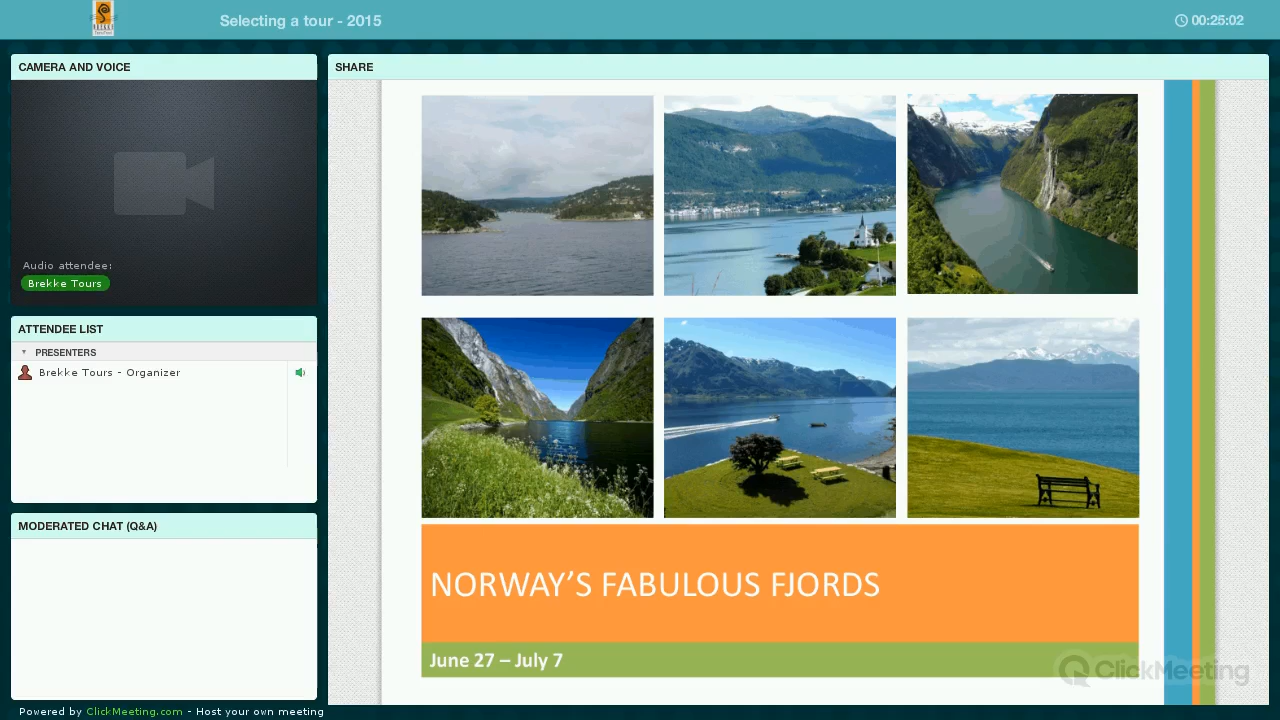 Selecting a tour - 2015
00:25:02
CAMERA AND VOICE
Audio attendee:
Brekke Tours
ATTENDEE LIST
PRESENTERS
Brekke Tours - Organizer
MODERATED CHAT (Q&A)
Powered by ClickMeeting.com - Host your own meeting
SHARE
NORWAY'S FABULOUS FJORDS
June 27 – July 7
ClickMeeting